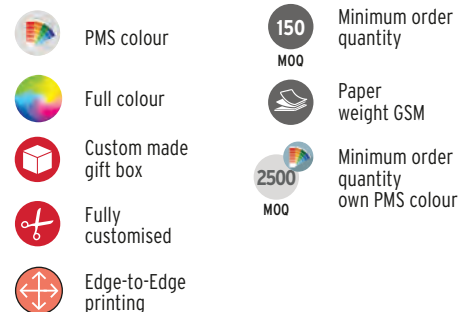 PMS colour
Full colour
Custom made
gift box
Fully
customised
Edge-to-Edge
printing
150
MOQ
Minimum order
quantity
Paper
weight GSM
2500
MOQ
Minimum order
quantity
own PMS colour